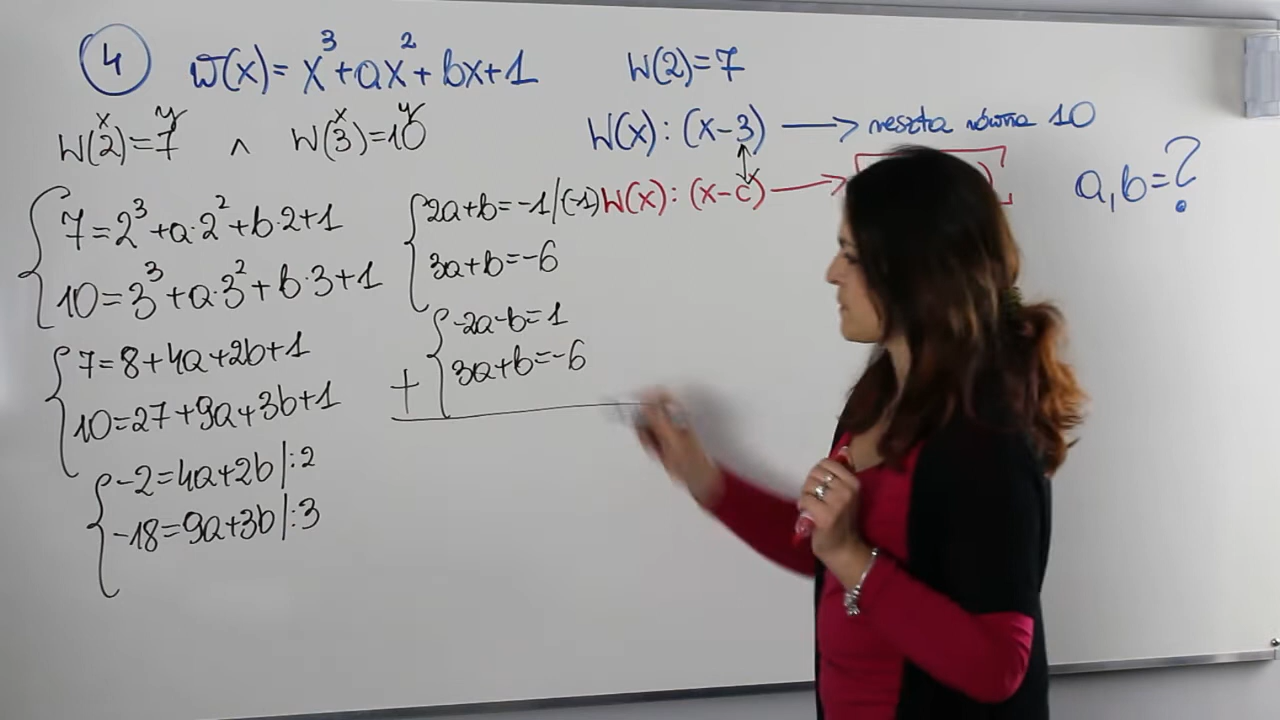 4 W(x)= x³+ax²+bx+1 W(2)=7
W(2)=7 ∧ W(3)=10
x y x y
W(x): (x-3) → reszta równa 10
W(x): (x-c) →
a,b=?
7=2³+a·2²+b·2+1
10=3³+a·3²+b·3+1
7=8+4a+2b+1
10=27+9a+3b+1
-2=4a+2b |:2
-18=9a+3b |:3
2a+b=-1 /(-1)
3a+b=-6
-2a-b=1
+ 3a+b=-6